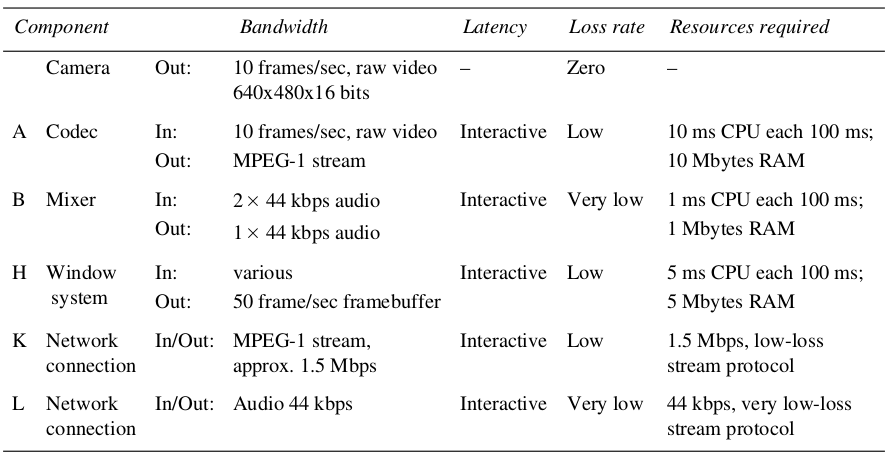 Component Bandwidth Latency Loss rate Resources required
Camera Out: 10 frames/sec, raw video – Zero –
640x480x16 bits
A Codec In: 10 frames/sec, raw video Interactive Low 10 ms CPU each 100 ms;
Out: MPEG-1 stream 10 Mbytes RAM
B Mixer In: 2 × 44 kbps audio Interactive Very low 1 ms CPU each 100 ms;
Out: 1 × 44 kbps audio 1 Mbytes RAM
H Window In: various Interactive Low 5 ms CPU each 100 ms;
system Out: 50 frame/sec framebuffer 5 Mbytes RAM
K Network In/Out: MPEG-1 stream, Interactive Low 1.5 Mbps, low-loss
connection approx. 1.5 Mbps stream protocol
L Network In/Out: Audio 44 kbps Interactive Very low 44 kbps, very low-loss
connection stream protocol